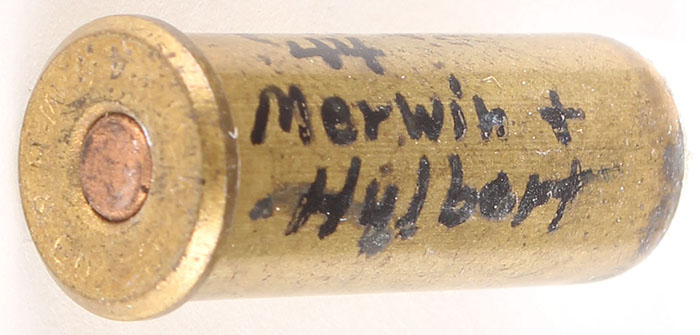 44
Merwin +
Hulbert